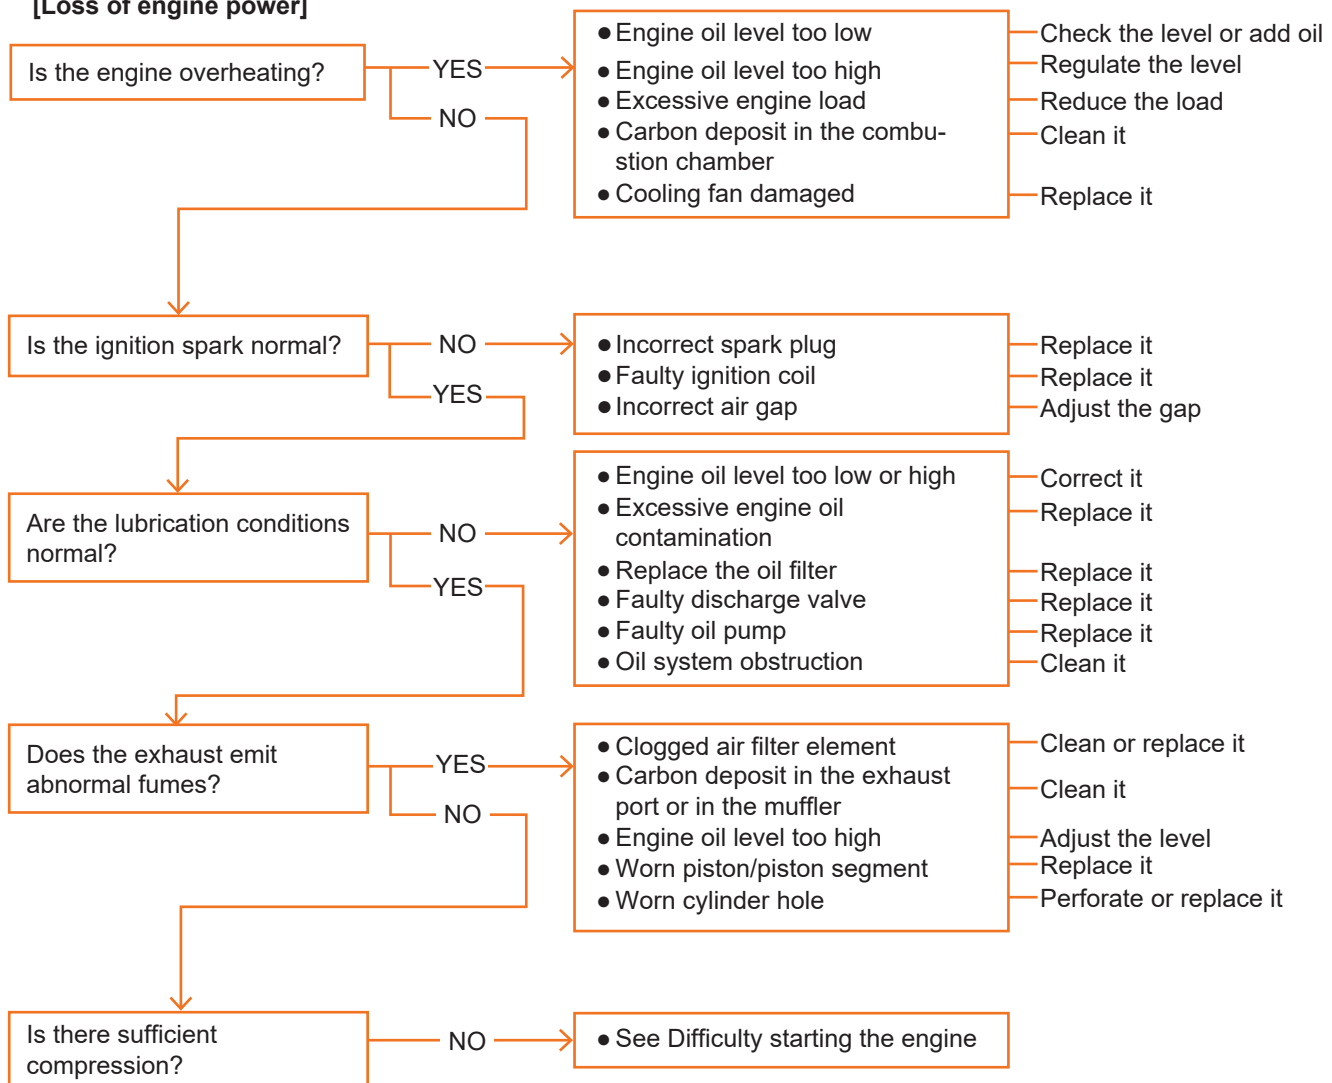 [Loss of engine power]
Is the engine overheating?
YES
NO
● Engine oil level too low
● Engine oil level too high
● Excessive engine load
● Carbon deposit in the combu-
stion chamber
● Cooling fan damaged
Check the level or add oil
Regulate the level
Reduce the load
Clean it
Replace it
Is the ignition spark normal?
NO
YES
● Incorrect spark plug
● Faulty ignition coil
● Incorrect air gap
Replace it
Replace it
Adjust the gap
Are the lubrication conditions
normal?
NO
YES
● Engine oil level too low or high
● Excessive engine oil
contamination
● Replace the oil filter
● Faulty discharge valve
● Faulty oil pump
● Oil system obstruction
Correct it
Replace it
Replace it
Replace it
Replace it
Clean it
Does the exhaust emit
abnormal fumes?
YES
NO
● Clogged air filter element
● Carbon deposit in the exhaust
port or in the muffler
● Engine oil level too high
● Worn piston/piston segment
● Worn cylinder hole
Clean or replace it
Clean it
Adjust the level
Replace it
Perforate or replace it
Is there sufficient
compression?
NO
● See Difficulty starting the engine